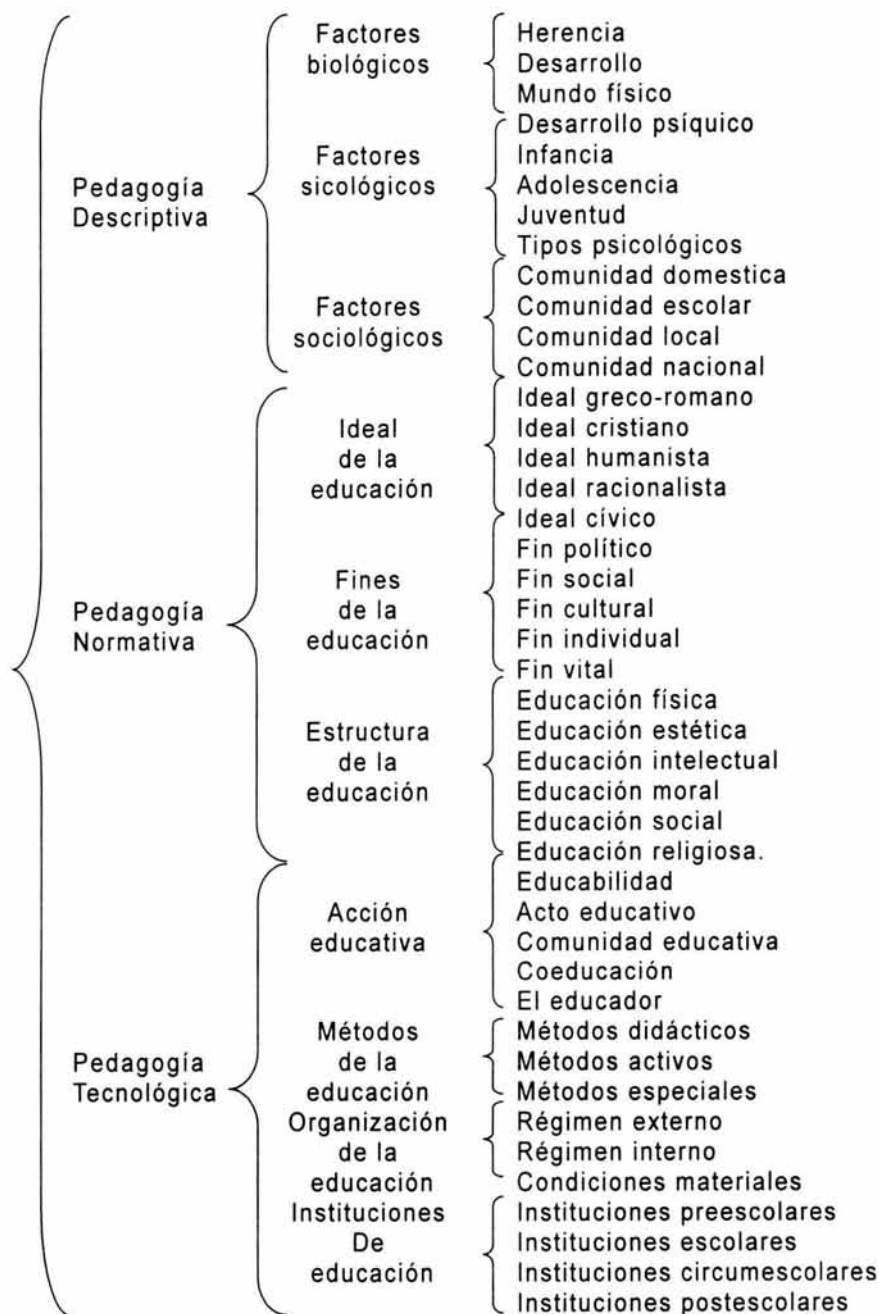 Pedagogía
Descriptiva
Factores
biológicos
Herencia
Desarrollo
Mundo físico
Factores
sicológicos
Desarrollo psíquico
Infancia
Adolescencia
Juventud
Tipos psicológicos
Factores
sociológicos
Comunidad domestica
Comunidad escolar
Comunidad local
Comunidad nacional
Pedagogía
Normativa
Ideal
de la
educación
Ideal greco-romano
Ideal cristiano
Ideal humanista
Ideal racionalista
Ideal cívico
Fines
de la
educación
Fin político
Fin social
Fin cultural
Fin individual
Fin vital
Estructura
de la
educación
Educación física
Educación estética
Educación intelectual
Educación moral
Educación social
Educación religiosa.
Pedagogía
Tecnológica
Acción
educativa
Educabilidad
Acto educativo
Comunidad educativa
Coeducación
El educador
Métodos
de la
educación
Métodos didácticos
Métodos activos
Métodos especiales
Organización
de la
educación
Régimen externo
Régimen interno
Condiciones materiales
Instituciones
De
educación
Instituciones preescolares
Instituciones escolares
Instituciones circumescolares
Instituciones postescolares